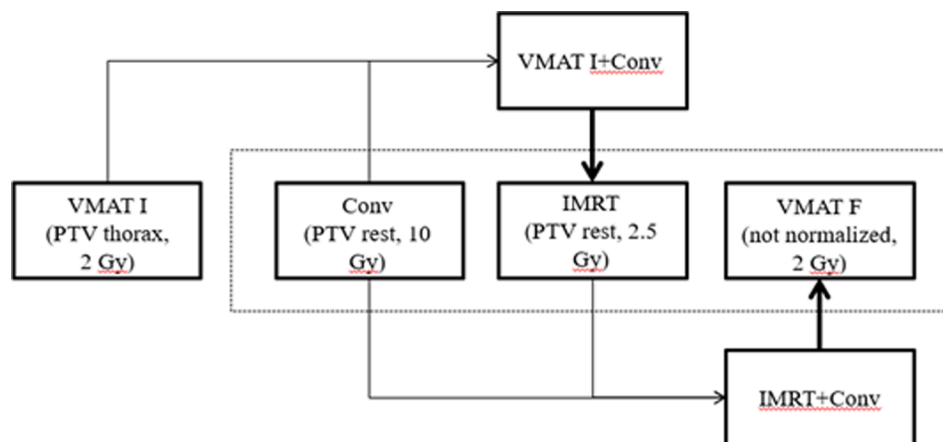 VMAT I+Conv
VMAT I
(PTV thorax,
2 Gy)
Conv
(PTV rest, 10
Gy)
IMRT
(PTV rest, 2.5
Gy)
VMAT F
(not normalized,
2 Gy)
IMRT+Conv